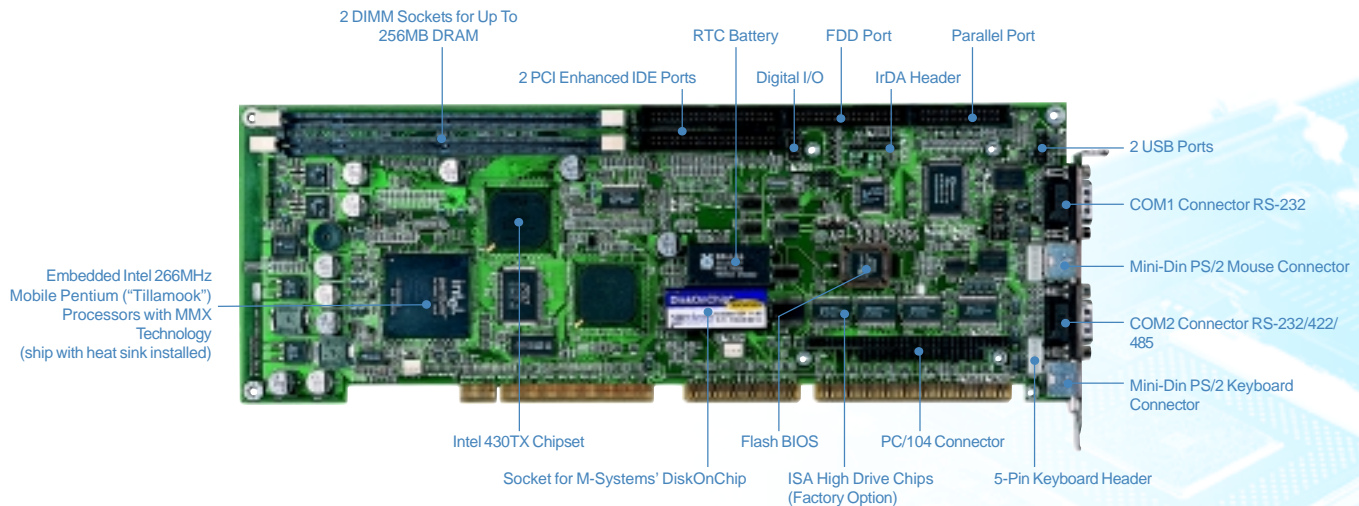 2 DIMM Sockets for Up To
256MB DRAM
RTC Battery
FDD Port
Parallel Port
2 PCI Enhanced IDE Ports
Digital I/O
IrDA Header
2 USB Ports
COM1 Connector RS-232
Mini-Din PS/2 Mouse Connector
COM2 Connector RS-232/422/
485
Mini-Din PS/2 Keyboard
Connector
Embedded Intel 266MHz
Mobile Pentium (“Tillamook”)
Processors with MMX
Technology
(ship with heat sink installed)
intel
DiskOnChip
Intel 430TX Chipset
Flash BIOS
PC/104 Connector
Socket for M-Systems’ DiskOnChip
ISA High Drive Chips
(Factory Option)
5-Pin Keyboard Header